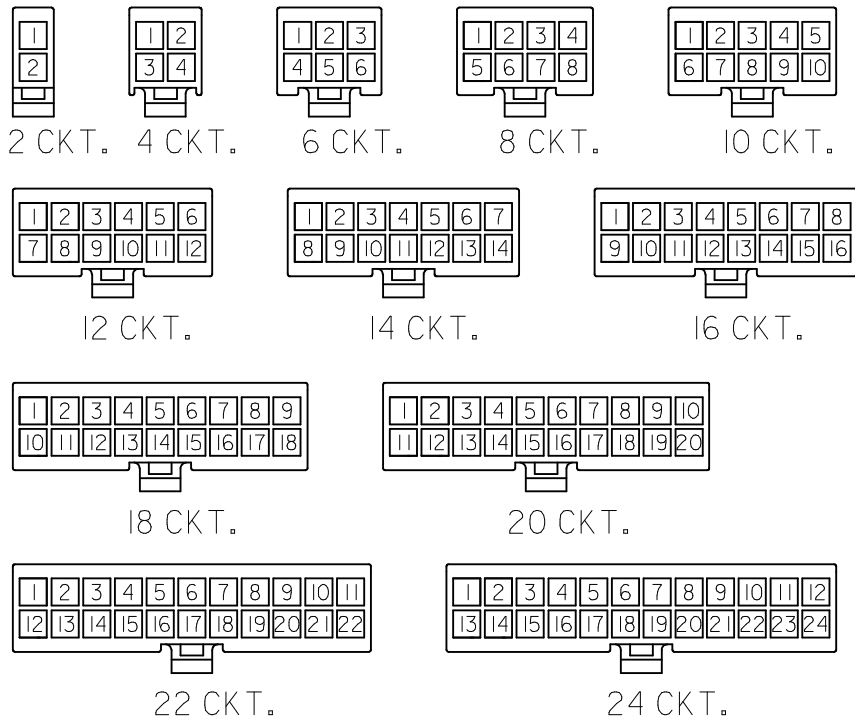 1
2
2 CKT.
1 2
3 4
4 CKT.
1 2 3
4 5 6
6 CKT.
1 2 3 4
5 6 7 8
8 CKT.
1 2 3 4 5
6 7 8 9 10
10 CKT.
1 2 3 4 5 6
7 8 9 10 11 12
12 CKT.
1 2 3 4 5 6 7
8 9 10 11 12 13 14
14 CKT.
1 2 3 4 5 6 7 8
9 10 11 12 13 14 15 16
16 CKT.
1 2 3 4 5 6 7 8 9
10 11 12 13 14 15 16 17 18
18 CKT.
1 2 3 4 5 6 7 8 9 10
11 12 13 14 15 16 17 18 19 20
20 CKT.
1 2 3 4 5 6 7 8 9 10 11
12 13 14 15 16 17 18 19 20 21 22
22 CKT.
1 2 3 4 5 6 7 8 9 10 11 12
13 14 15 16 17 18 19 20 21 22 23 24
24 CKT.